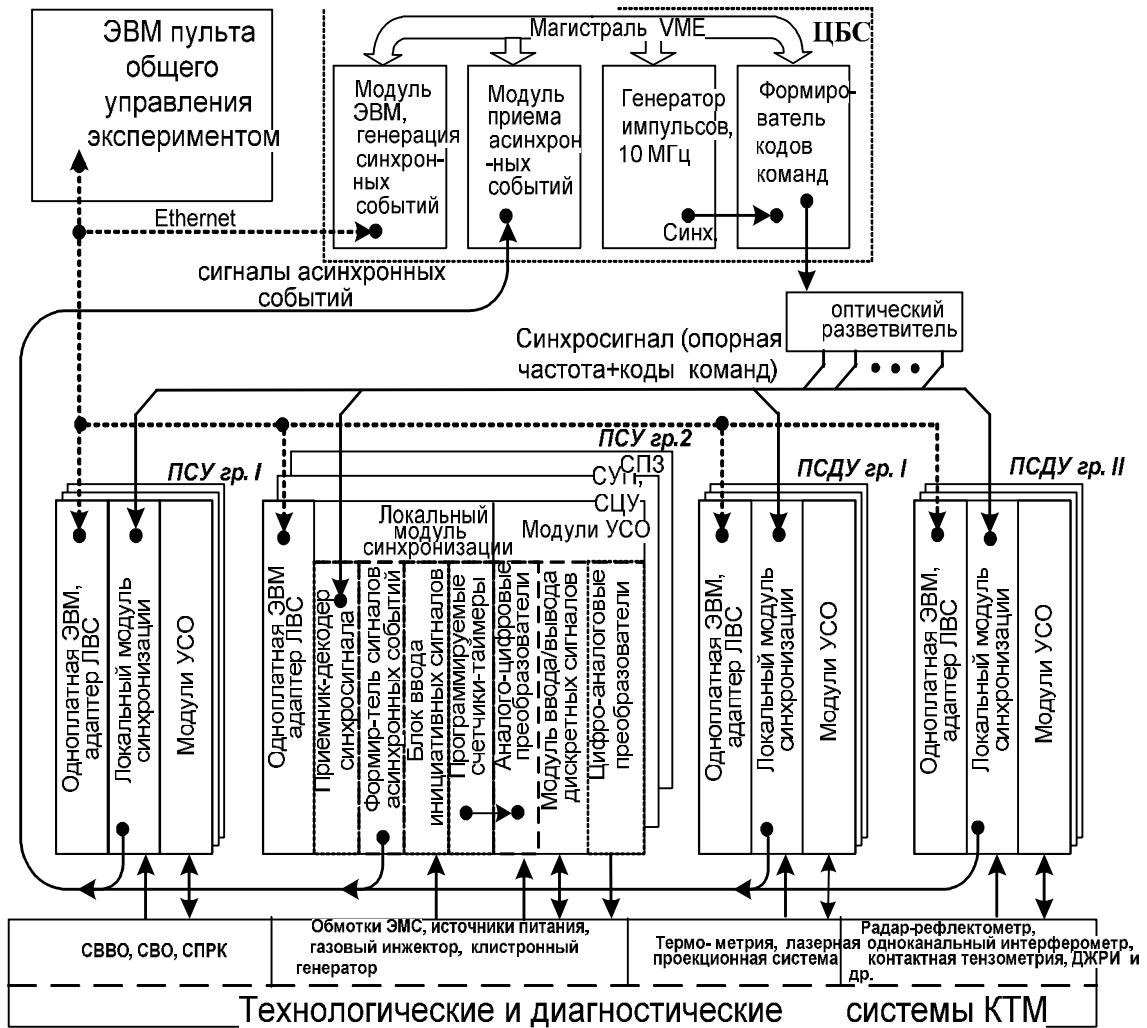 ЭВМ пульта
общего
управления
экспериментом
Магистраль VME
ЦБС
Модуль
ЭВМ,
генерация
синхрон-
ных
событий
Модуль
приема
асинхрон
-ных
событий
Генератор
импульсов,
10 МГц
Формиро-
ватель
кодов
команд
Синх.
Ethernet
сигналы асинхронных
событий
оптический
разветвитель
Синхросигнал (опорная
частота+коды команд)
ПСУ гр. I
ПСУ гр.2
ПСДУ гр. I
ПСДУ гр. II
СПЗ
СУП,
СЦУ
Локальный
модуль
синхронизации
Модули УСО
Одноплатная ЭВМ,
адаптер ЛВС
Локальный модуль
синхронизации
Модули УСО
Одноплатная ЭВМ
адаптер ЛВС
Приемник-декодер
синхросигнала
Формир-тель сигналов
асинхронных событий
Блок ввода
инициативных сигналов
Программируемые
счетчики-таймеры
Аналого-цифровые
преобразователи
Модуль ввода/вывода
дискретных сигналов
Цифро-аналоговые
преобразователи
Одноплатная ЭВМ,
адаптер ЛВС
Локальный модуль
синхронизации
Модули УСО
Одноплатная ЭВМ,
адаптер ЛВС
Локальный модуль
синхронизации
Модули УСО
СВВО, СВО, СПРК
Обмотки ЭМС, источники питания,
газовый инжектор, клистронный
генератор
Термо- метрия, лазерная
проекционная система
Радар-рефлектометр,
одноканальный интерферометр,
контактная тензометрия, ДЖРИ и
др.
Технологические и диагностические системы КТМ